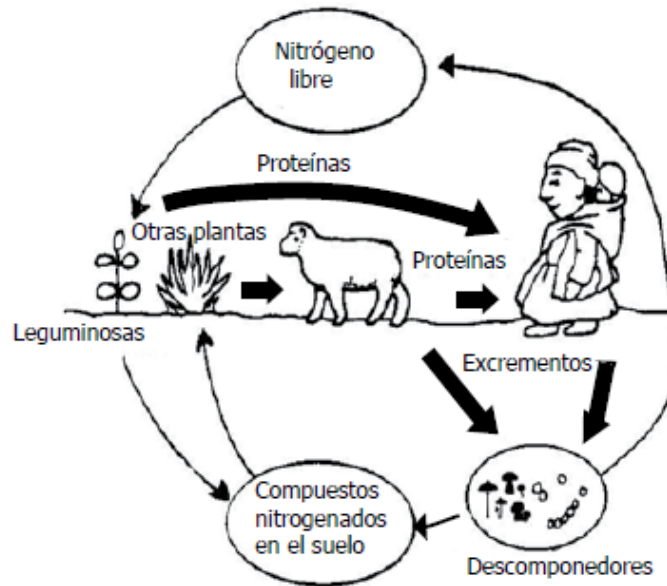 Nitrógeno
libre
Proteínas
Otras plantas
Proteínas
Leguminosas
Excrementos
Compuestos
nitrogenados
en el suelo
Descomponedores